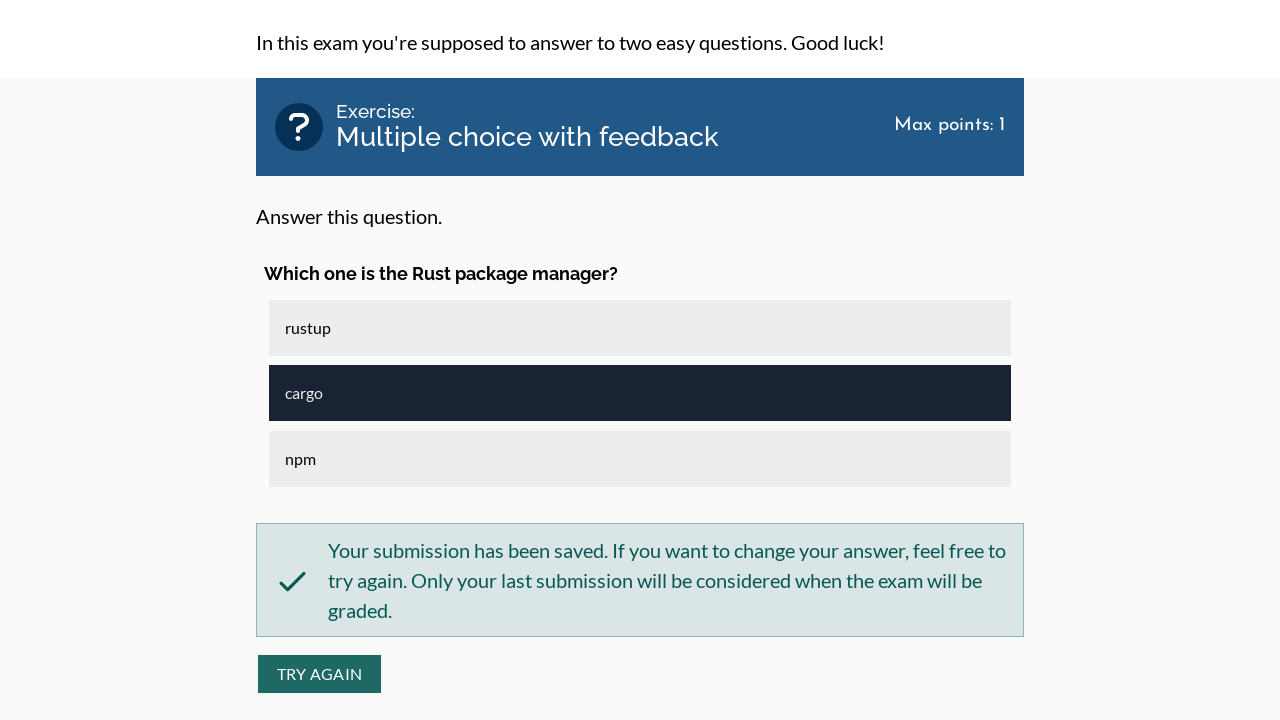 In this exam you're supposed to answer to two easy questions. Good luck!
?
Exercise:
Multiple choice with feedback
Max points: 1
Answer this question.
Which one is the Rust package manager?
rustup
cargo
npm
Your submission has been saved. If you want to change your answer, feel free to
try again. Only your last submission will be considered when the exam will be
graded.
TRY AGAIN